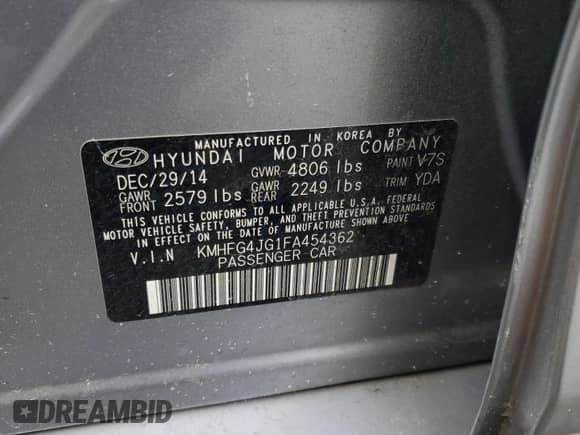 MANUFACTURED IN KOREA BY
HYUNDAI MOTOR COMPANY
DEC/29/14 GVWR 4806 lbs PAINT V7S
GAWR FRONT 2579 lbs GAWR REAR 2249 lbs TRIM YDA
THIS VEHICLE CONFORMS TO ALL APPLICABLE U.S.A. FEDERAL
MOTOR VEHICLE SAFETY, BUMPER, AND THEFT PREVENTION
STANDARDS IN EFFECT ON THE DATE OF MANUFACTURE SHOWN ABOVE.
V.I.N KMHFG4JG1FA454362
PASSENGER CAR
DREAMBID